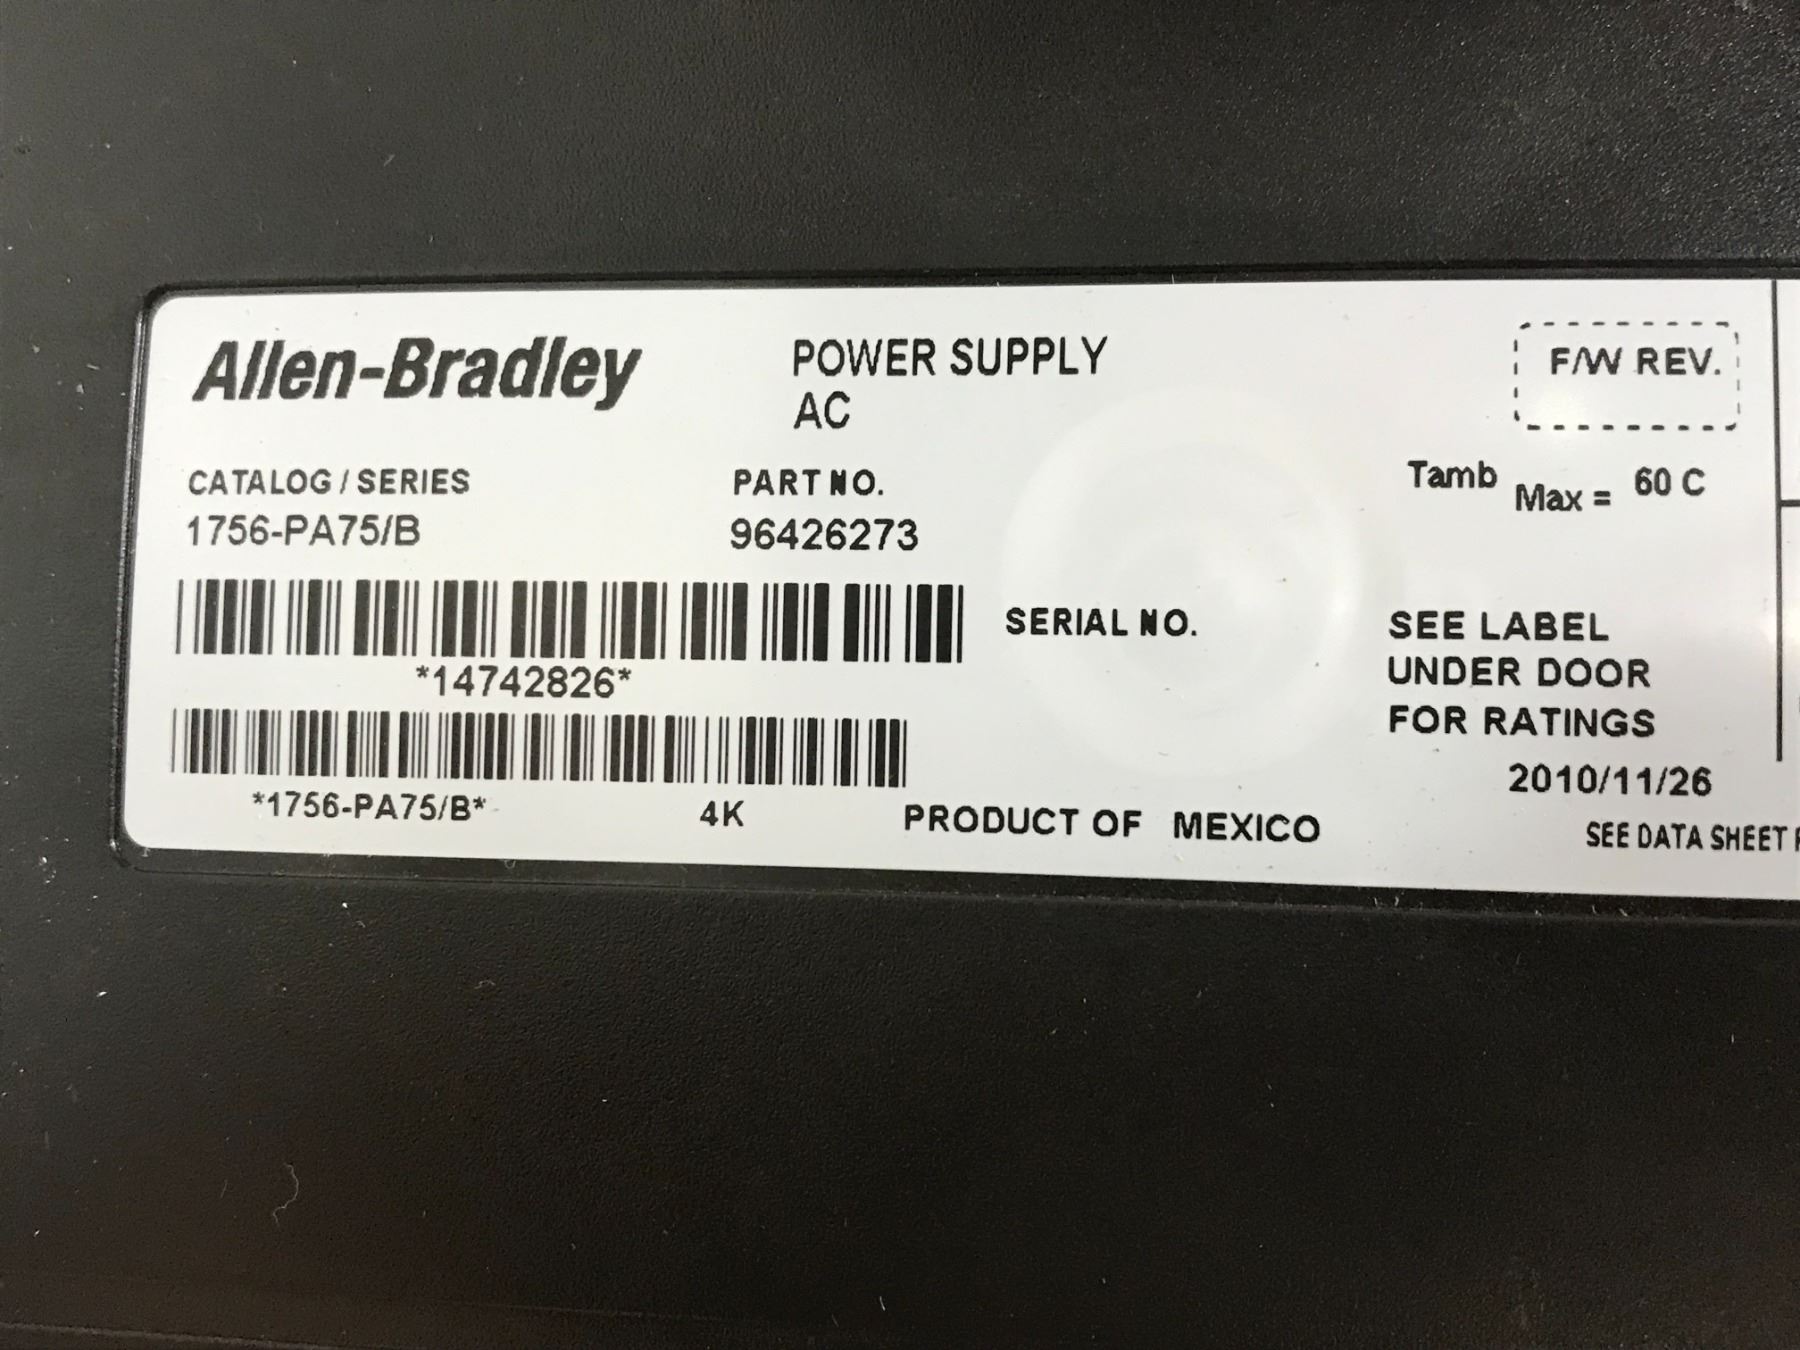 Allen-Bradley
POWER SUPPLY
AC
F/W REV.
CATALOG / SERIES
1756-PA75/B
PART NO.
96426273
Tamb Max = 60 C
*14742826*
SERIAL NO.
SEE LABEL
UNDER DOOR
FOR RATINGS
*1756-PA75/B*
4K
PRODUCT OF MEXICO
2010/11/26
SEE DATA SHEET